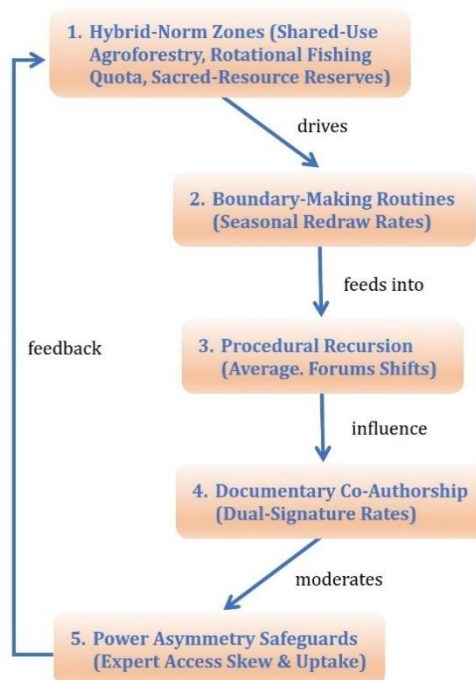 1. Hybrid-Norm Zones (Shared-Use
Agroforestry, Rotational Fishing
Quota, Sacred-Resource Reserves)
drives
2. Boundary-Making Routines
(Seasonal Redraw Rates)
feeds into
feedback
3. Procedural Recursion
(Average. Forums Shifts)
influence
4. Documentary Co-Authorship
(Dual-Signature Rates)
moderates
5. Power Asymmetry Safeguards
(Expert Access Skew & Uptake)